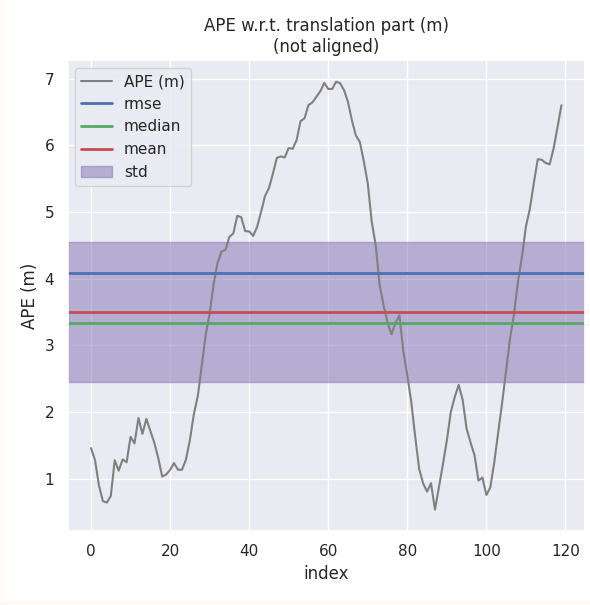 APE w.r.t. translation part (m)
(not aligned)
APE (m)
rmse
median
mean
std
7
6
5
4
3
2
1
APE (m)
0 20 40 60 80 100 120
index